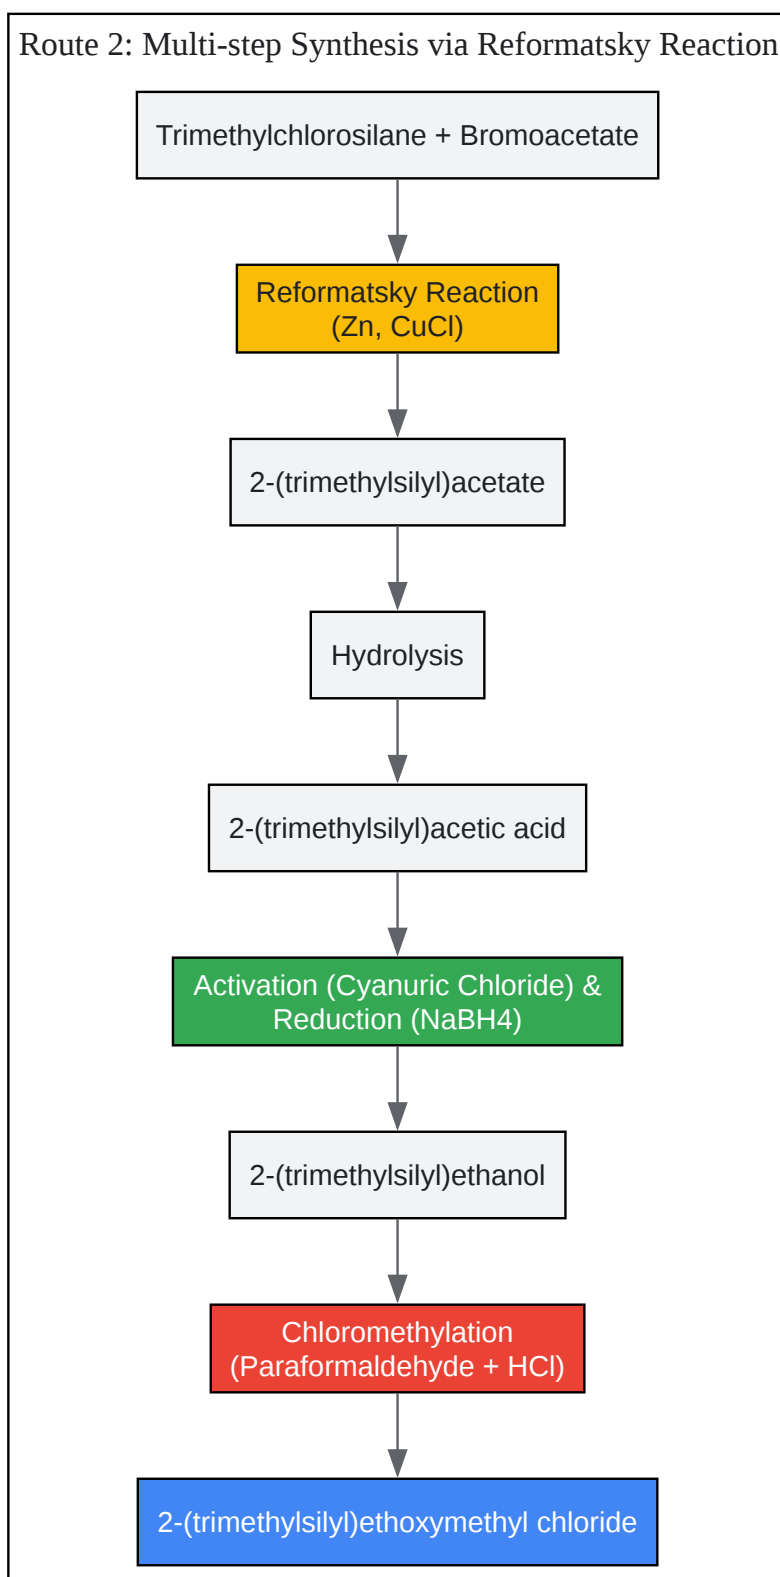 Route 2: Multi-step Synthesis via Reformatsky Reaction
Trimethylchlorosilane + Bromoacetate
Reformatsky Reaction
(Zn, CuCl)
2-(trimethylsilyl)acetate
Hydrolysis
2-(trimethylsilyl)acetic acid
Activation (Cyanuric Chloride) &
Reduction (NaBH4)
2-(trimethylsilyl)ethanol
Chloromethylation
(Paraformaldehyde + HCl)
2-(trimethylsilyl)ethoxymethyl chloride